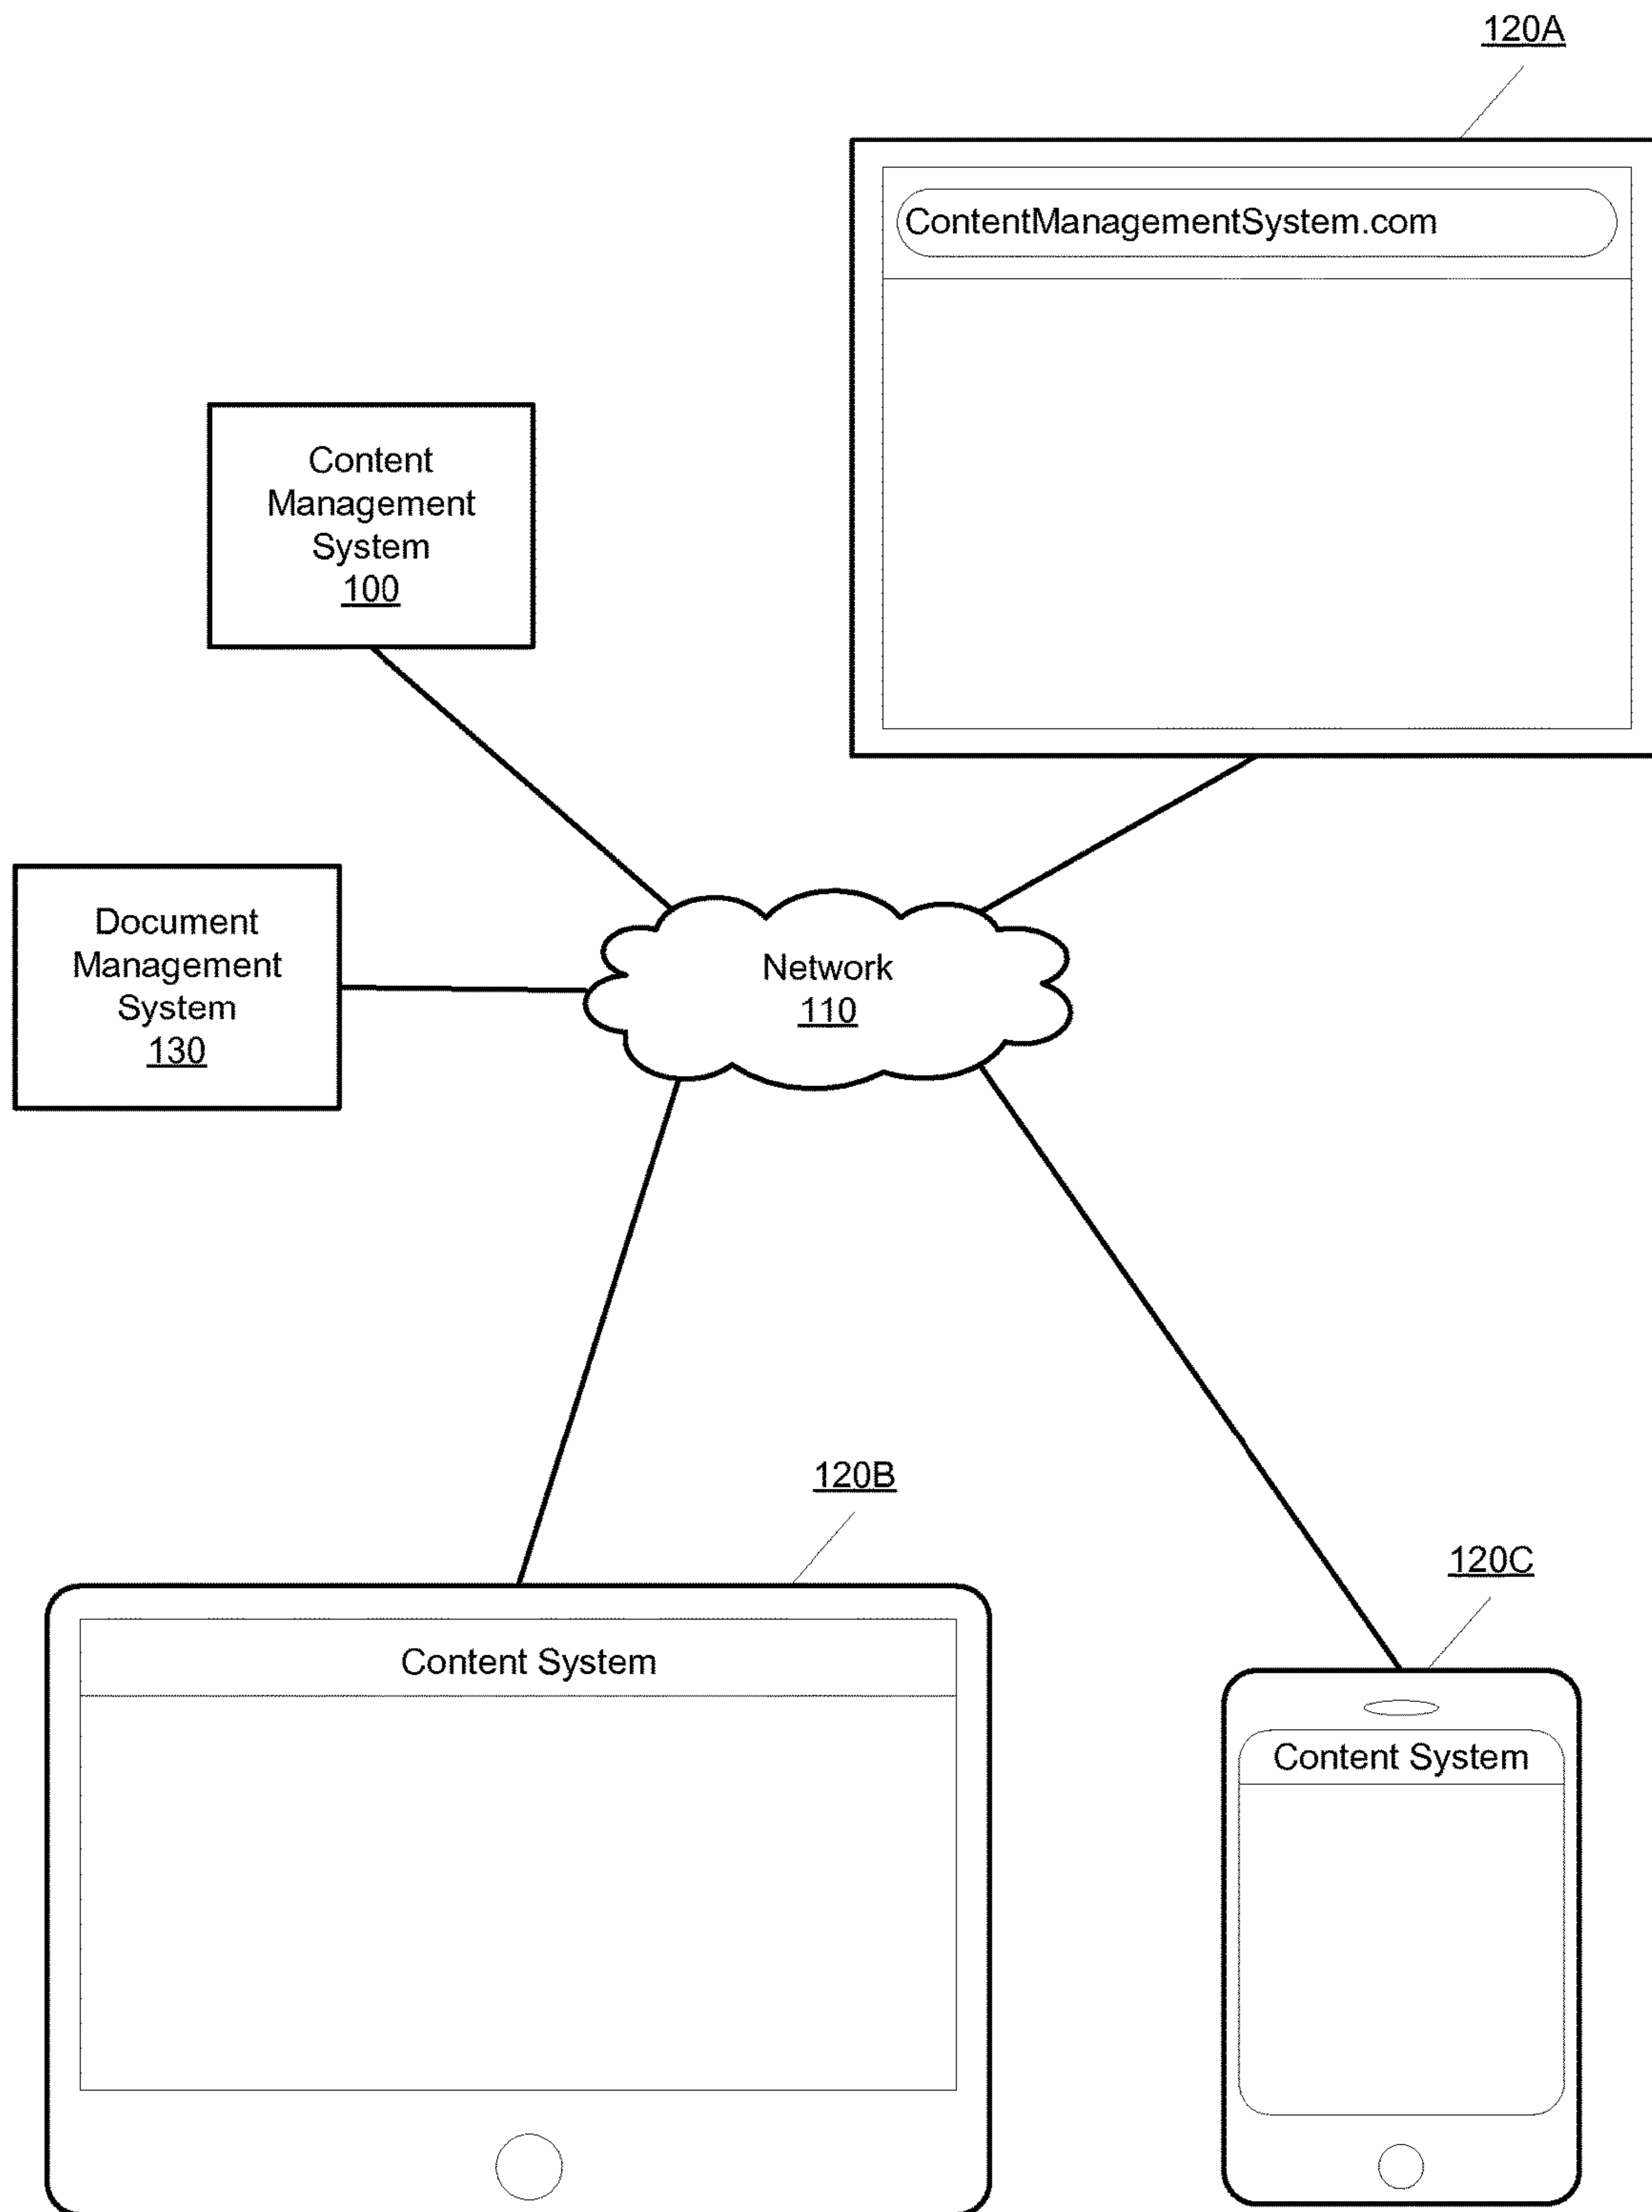 120A
ContentManagementSystem.com
Content
Management
System
100
Document
Management
System
130
Network
110
120B
Content System
120C
Content System